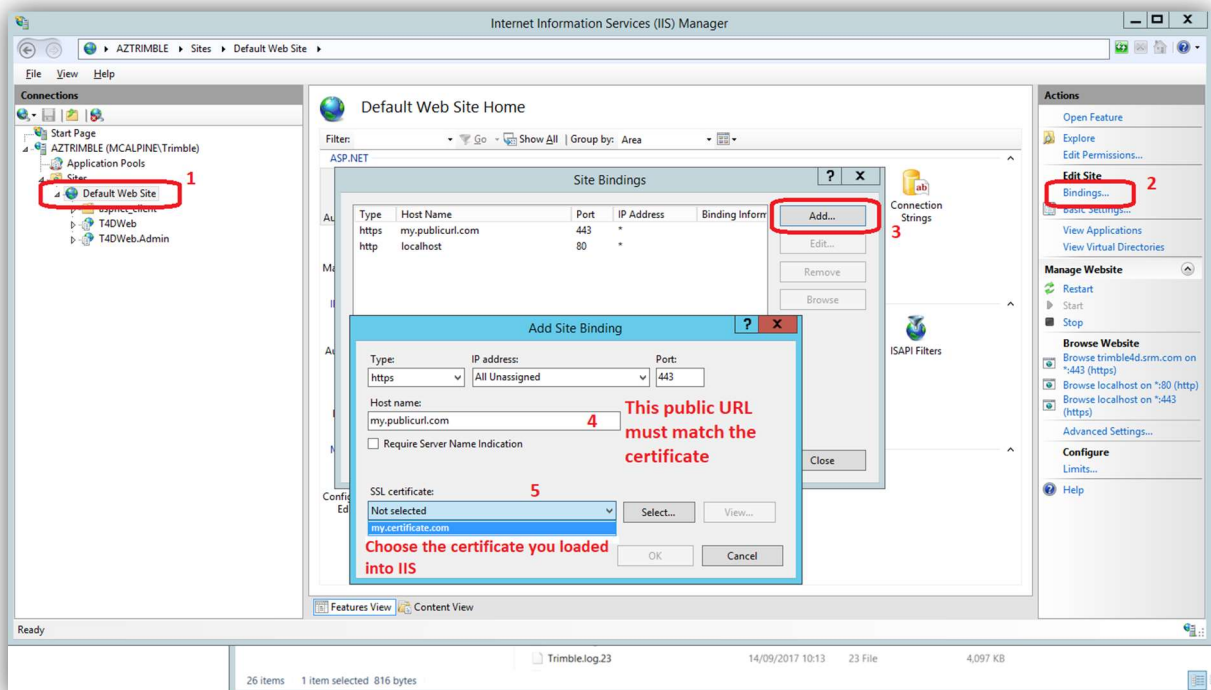 Internet Information Services (IIS) Manager
AZTRIMBLE Sites Default Web Site
File View Help
Connections
Start Page
AZTRIMBLE (MCALPINE\Trimble)
Application Pools
Sites
Default Web Site
1
aspnet_client
T4DWeb
T4DWeb.Admin
Default Web Site Home
Filter: Go Show All Group by: Area
ASP.NET
Connection
Strings
ISAPI Filters
Site Bindings
? X
Type Host Name Port IP Address Binding Inform
https my.publicurl.com 443 *
http localhost 80 *
Add...
3
Edit...
Remove
Browse
Close
Add Site Binding
? X
Type: IP address: Port:
https All Unassigned 443
Host name:
my.publicurl.com
4
This public URL
must match the
certificate
Require Server Name Indication
SSL certificate:
5
Not selected
Select... View...
my.certificate.com
Choose the certificate you loaded
into IIS
OK Cancel
Features View Content View
Ready
Actions
Open Feature
Explore
Edit Permissions...
Edit Site
Bindings...
2
Basic Settings...
View Applications
View Virtual Directories
Manage Website
Restart
Start
Stop
Browse Website
Browse trimble4d.srm.com on
*:443 (https)
Browse localhost on *:80 (http)
Browse localhost on *:443
(https)
Advanced Settings...
Configure
Limits...
Help
Trimble.log.23 14/09/2017 10:13 23 File 4,097 KB
26 items 1 item selected 816 bytes